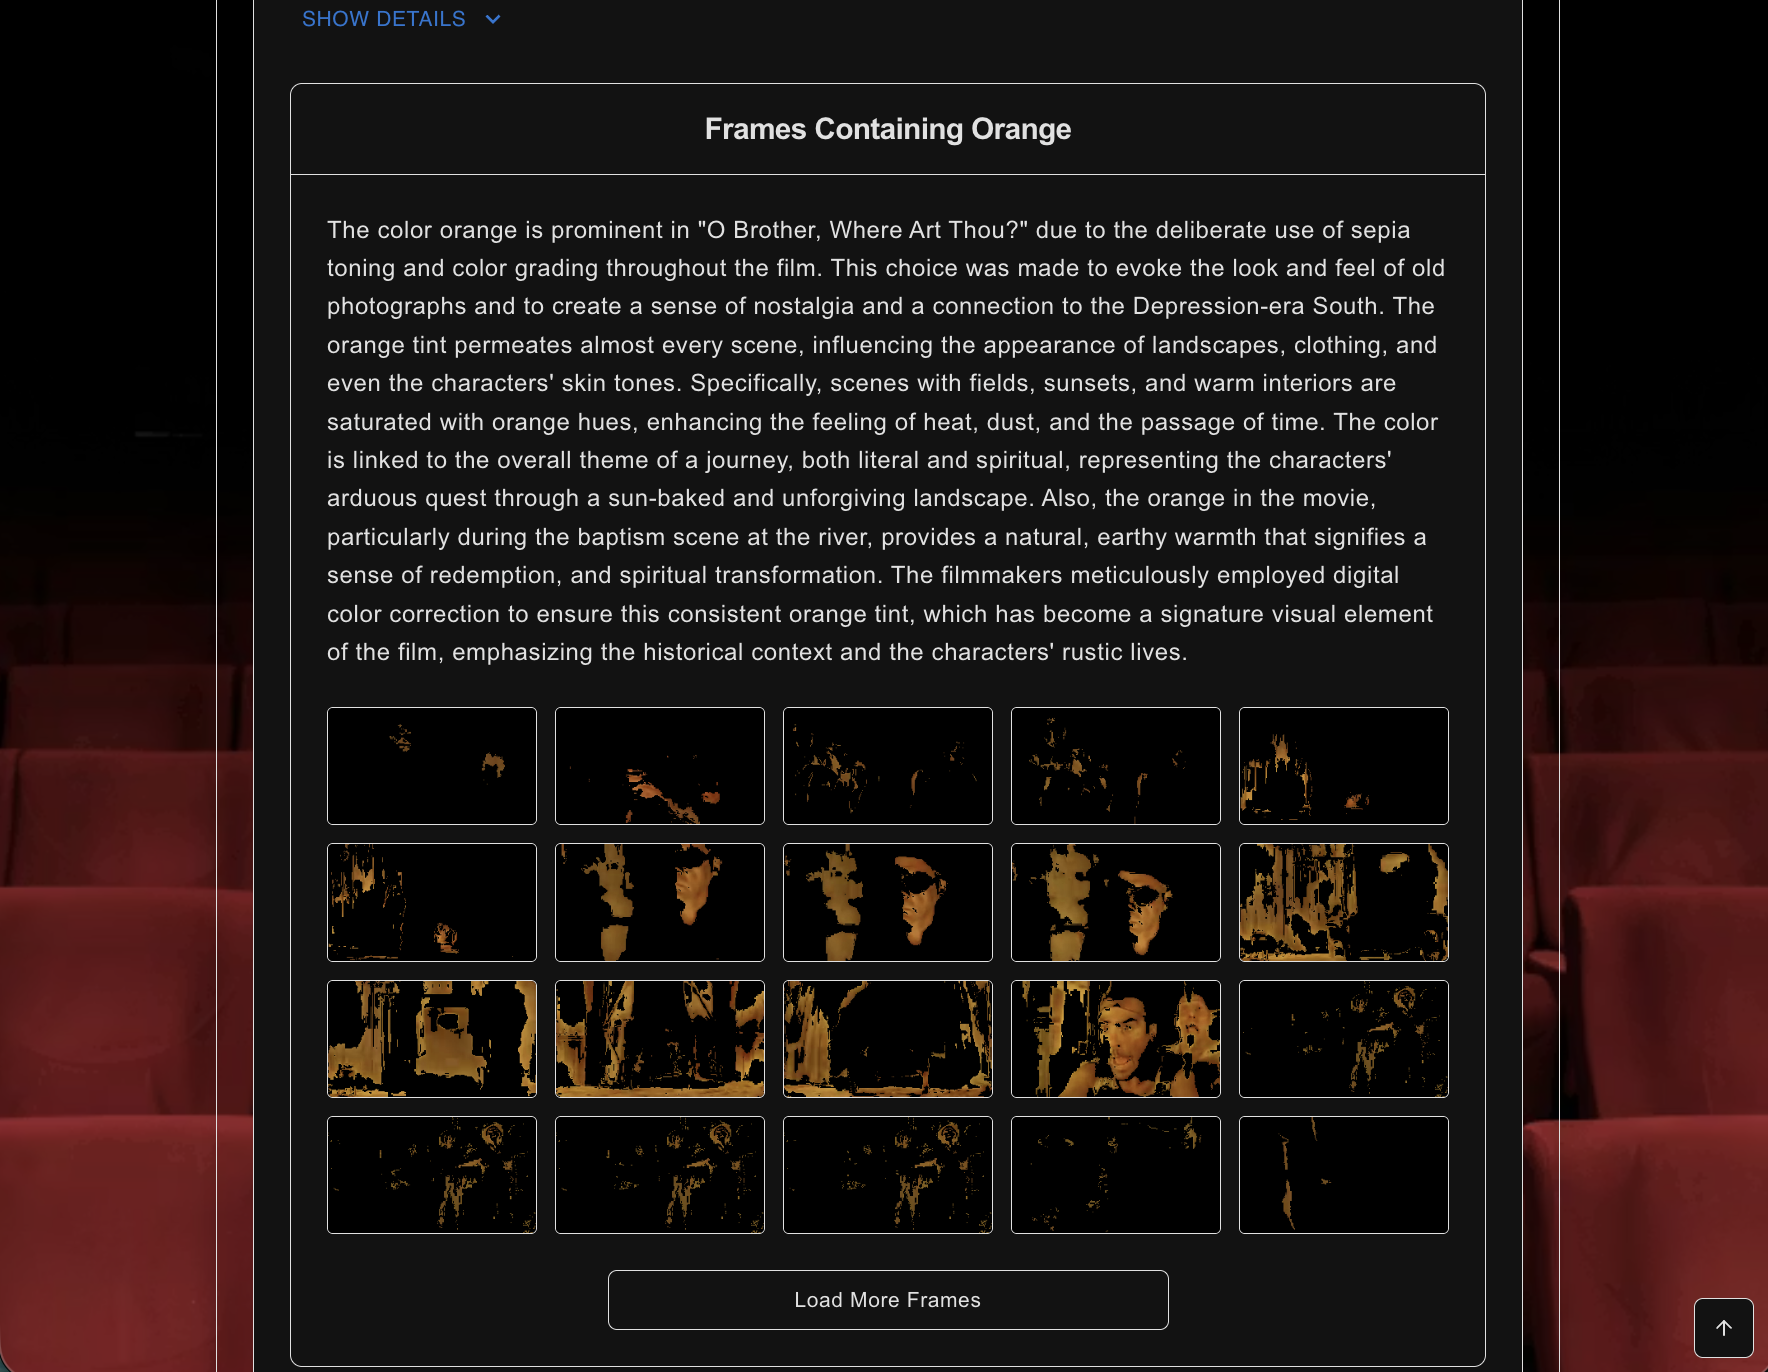 SHOW DETAILS
Frames Containing Orange
The color orange is prominent in "O Brother, Where Art Thou?" due to the deliberate use of sepia
toning and color grading throughout the film. This choice was made to evoke the look and feel of old
photographs and to create a sense of nostalgia and a connection to the Depression-era South. The
orange tint permeates almost every scene, influencing the appearance of landscapes, clothing, and
even the characters' skin tones. Specifically, scenes with fields, sunsets, and warm interiors are
saturated with orange hues, enhancing the feeling of heat, dust, and the passage of time. The color
is linked to the overall theme of a journey, both literal and spiritual, representing the characters'
arduous quest through a sun-baked and unforgiving landscape. Also, the orange in the movie,
particularly during the baptism scene at the river, provides a natural, earthy warmth that signifies a
sense of redemption, and spiritual transformation. The filmmakers meticulously employed digital
color correction to ensure this consistent orange tint, which has become a signature visual element
of the film, emphasizing the historical context and the characters' rustic lives.
Load More Frames